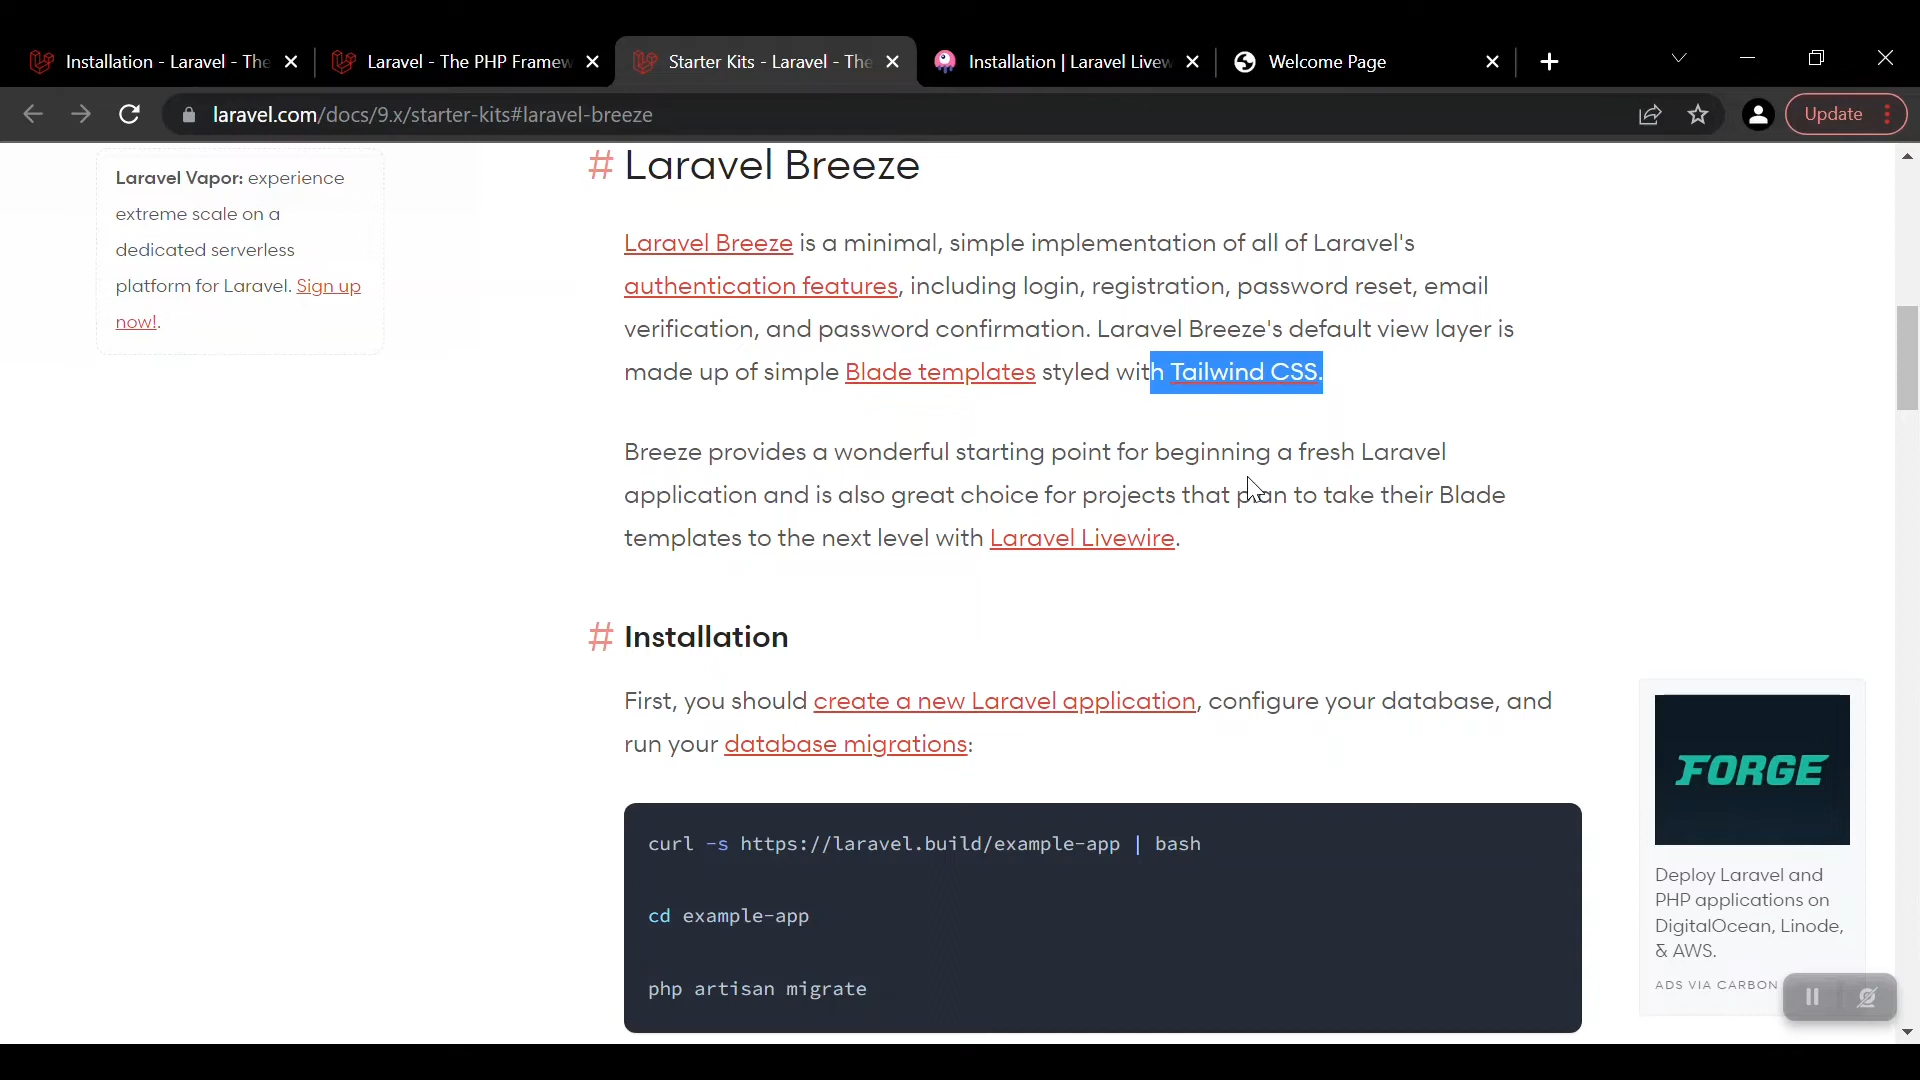 Installation - Laravel - The
Laravel - The PHP Framew
Starter Kits - Laravel - The
Installation | Laravel Livew
Welcome Page
laravel.com/docs/9.x/starter-kits#laravel-breeze
Update
Laravel Vapor: experience
extreme scale on a
dedicated serverless
platform for Laravel. Sign up
now!.
# Laravel Breeze
Laravel Breeze is a minimal, simple implementation of all of Laravel's
authentication features, including login, registration, password reset, email
verification, and password confirmation. Laravel Breeze's default view layer is
made up of simple Blade templates styled with Tailwind CSS.
Breeze provides a wonderful starting point for beginning a fresh Laravel
application and is also great choice for projects that plan to take their Blade
templates to the next level with Laravel Livewire.
# Installation
First, you should create a new Laravel application, configure your database, and
run your database migrations:
curl -s https://laravel.build/example-app | bash
cd example-app
php artisan migrate
FORGE
Deploy Laravel and
PHP applications on
DigitalOcean, Linode,
& AWS.
ADS VIA CARBON